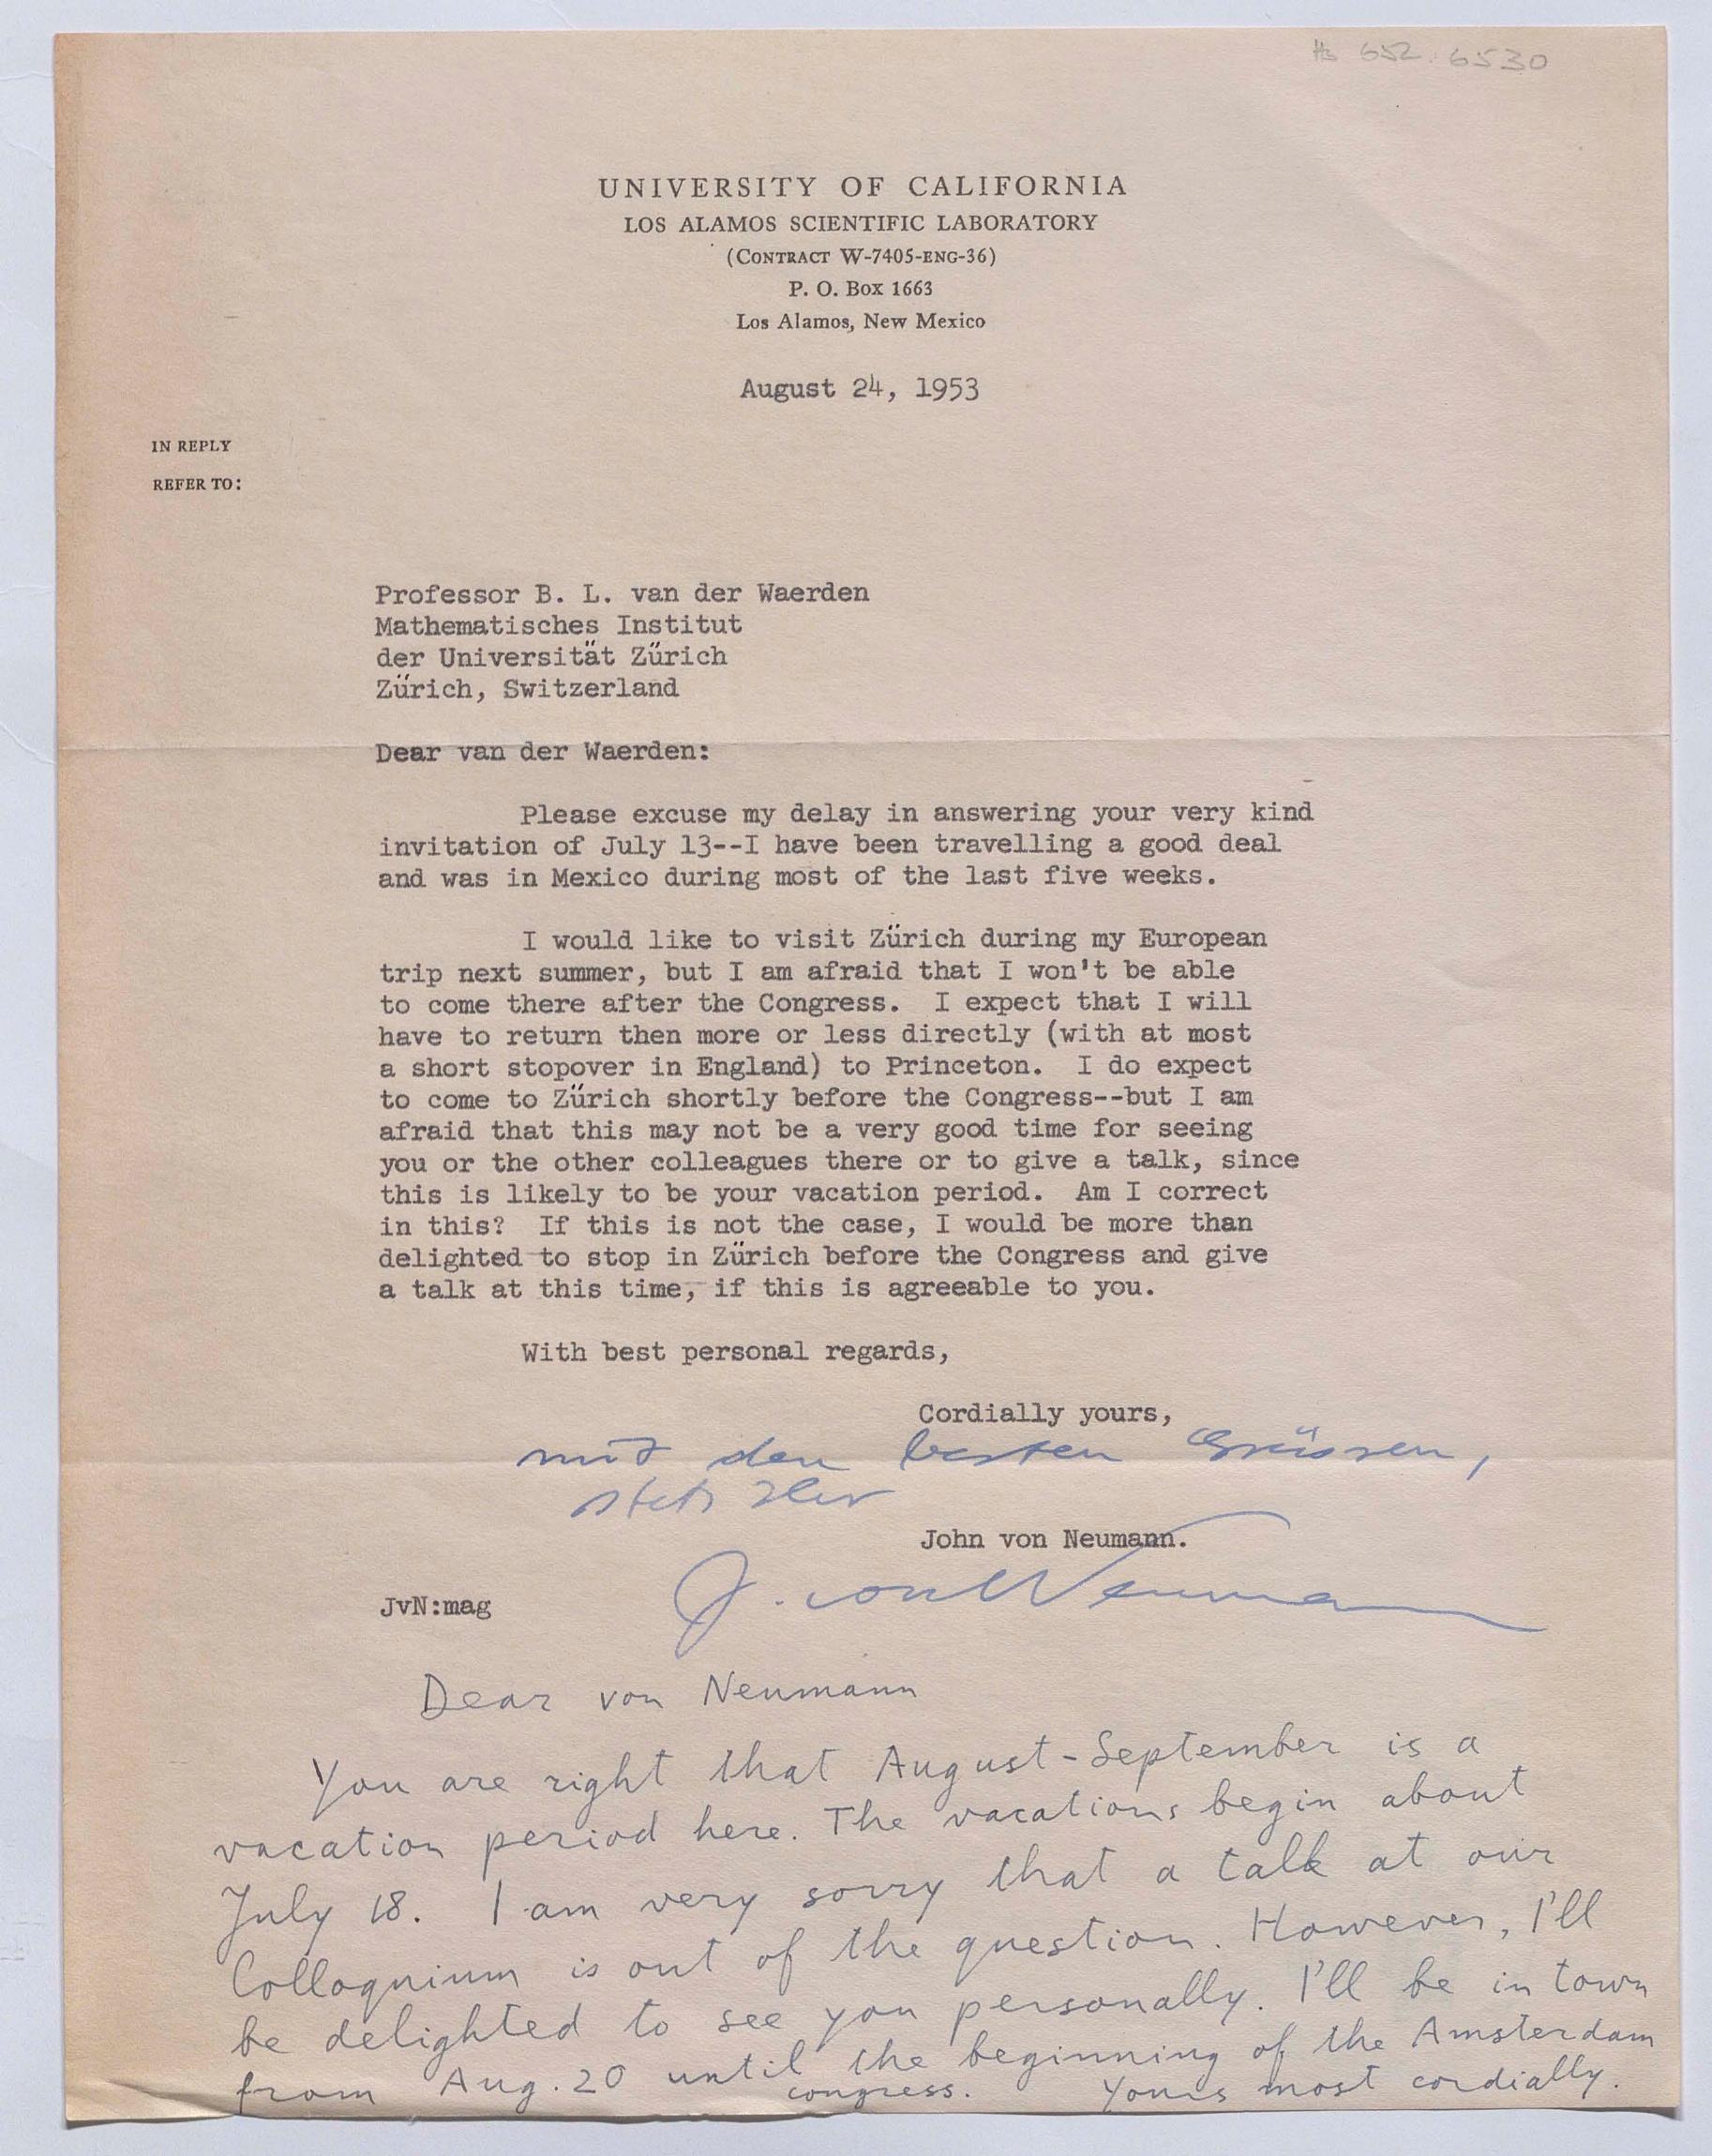 Hs 652:6530
UNIVERSITY OF CALIFORNIA
LOS ALAMOS SCIENTIFIC LABORATORY
(CONTRACT W-7405-ENG-36)
P. O. Box 1663
Los Alamos, New Mexico
August 24, 1953
IN REPLY
REFER TO:
Professor B. L. van der Waerden
Mathematisches Institut
der Universität Zürich
Zürich, Switzerland
Dear van der Waerden:
Please excuse my delay in answering your very kind
invitation of July 13--I have been travelling a good deal
and was in Mexico during most of the last five weeks.
I would like to visit Zürich during my European
trip next summer, but I am afraid that I won't be able
to come there after the Congress. I expect that I will
have to return then more or less directly (with at most
a short stopover in England) to Princeton. I do expect
to come to Zürich shortly before the Congress--but I am
afraid that this may not be a very good time for seeing
you or the other colleagues there or to give a talk, since
this is likely to be your vacation period. Am I correct
in this? If this is not the case, I would be more than
delighted to stop in Zürich before the Congress and give
a talk at this time, if this is agreeable to you.
With best personal regards,
Cordially yours,
mit den besten Grüssen,
stets Ihr
John von Neumann.
J. von Neumann
JvN:mag
Dear von Neumann
You are right that August-September is a
vacation period here. The vacations begin about
July 18. I am very sorry that a talk at our
Colloquium is out of the question. However, I'll
be delighted to see you personally. I'll be in town
from Aug. 20 until the beginning of the Amsterdam
congress. Yours most cordially.